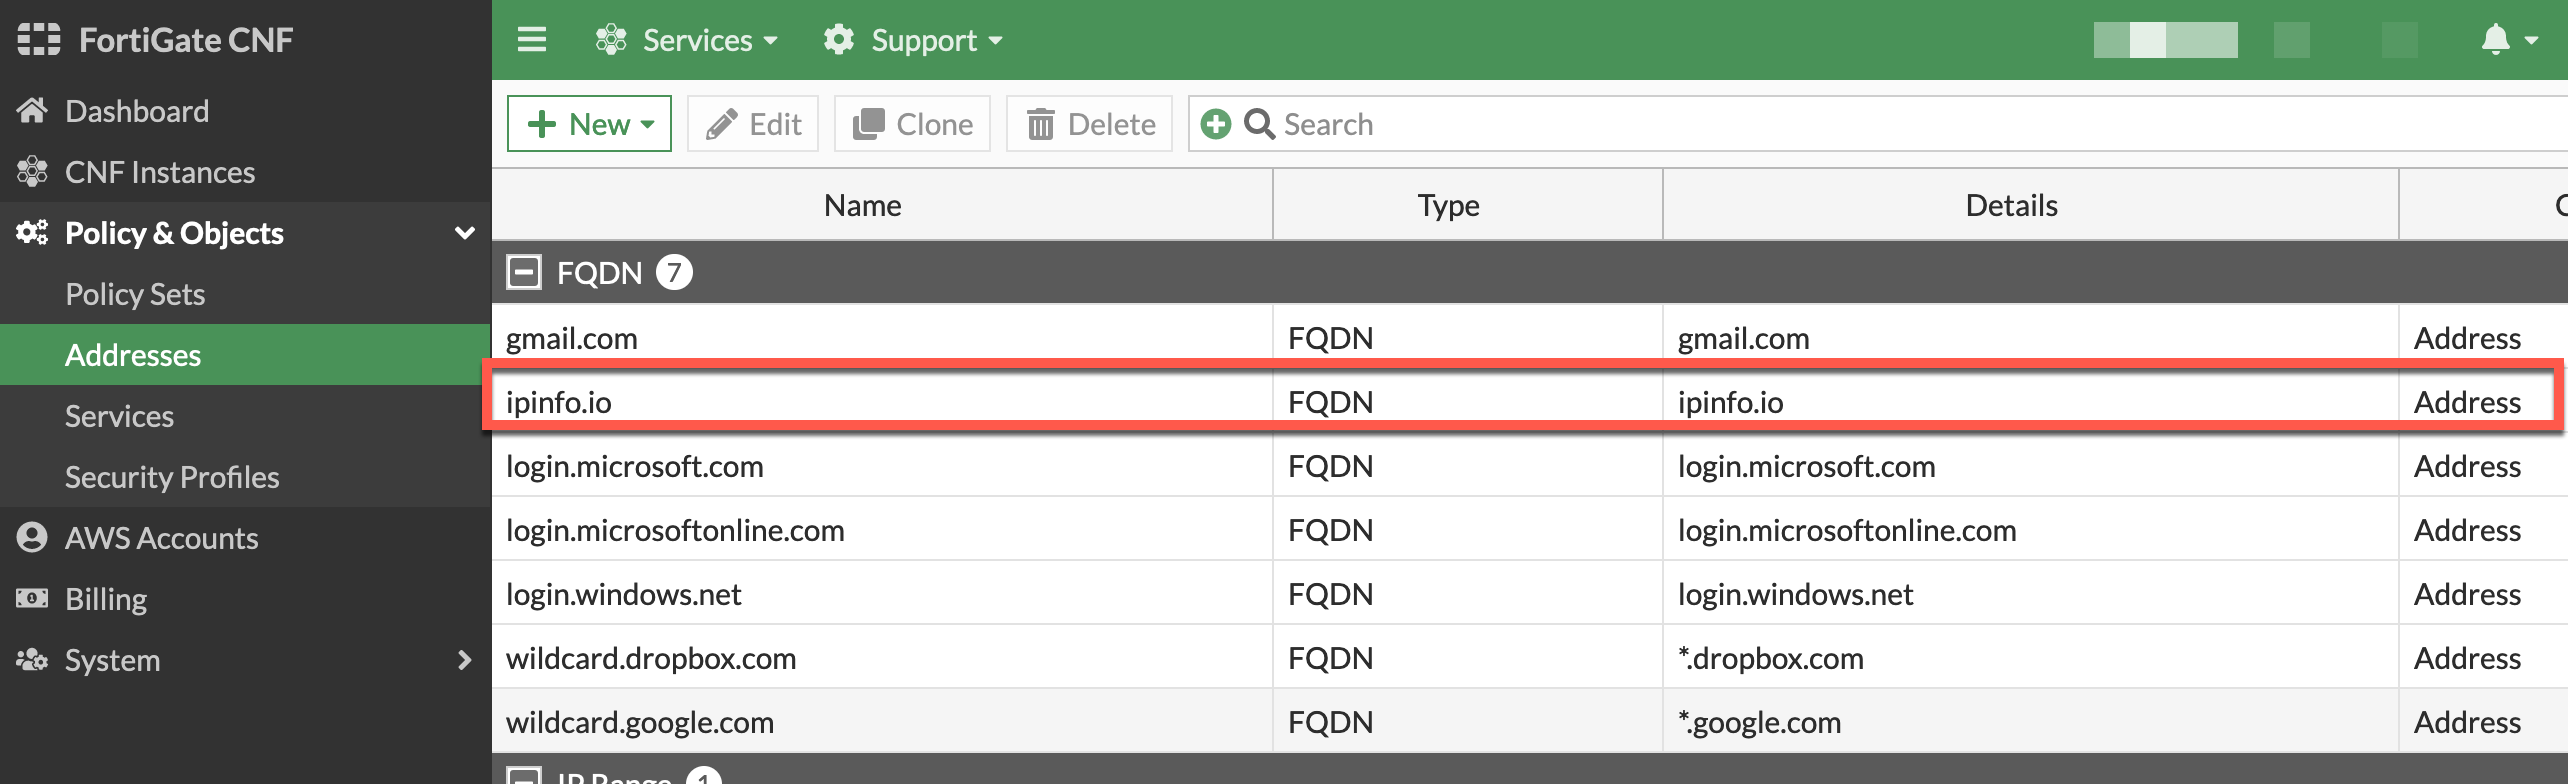 FortiGate CNF
Services
Support
Dashboard
CNF Instances
Policy & Objects
Policy Sets
Addresses
Services
Security Profiles
AWS Accounts
Billing
System
New Edit Clone Delete Search
Name Type Details
FQDN 7
gmail.com FQDN gmail.com Address
ipinfo.io FQDN ipinfo.io Address
login.microsoft.com FQDN login.microsoft.com Address
login.microsoftonline.com FQDN login.microsoftonline.com Address
login.windows.net FQDN login.windows.net Address
wildcard.dropbox.com FQDN *.dropbox.com Address
wildcard.google.com FQDN *.google.com Address
IP Range 1